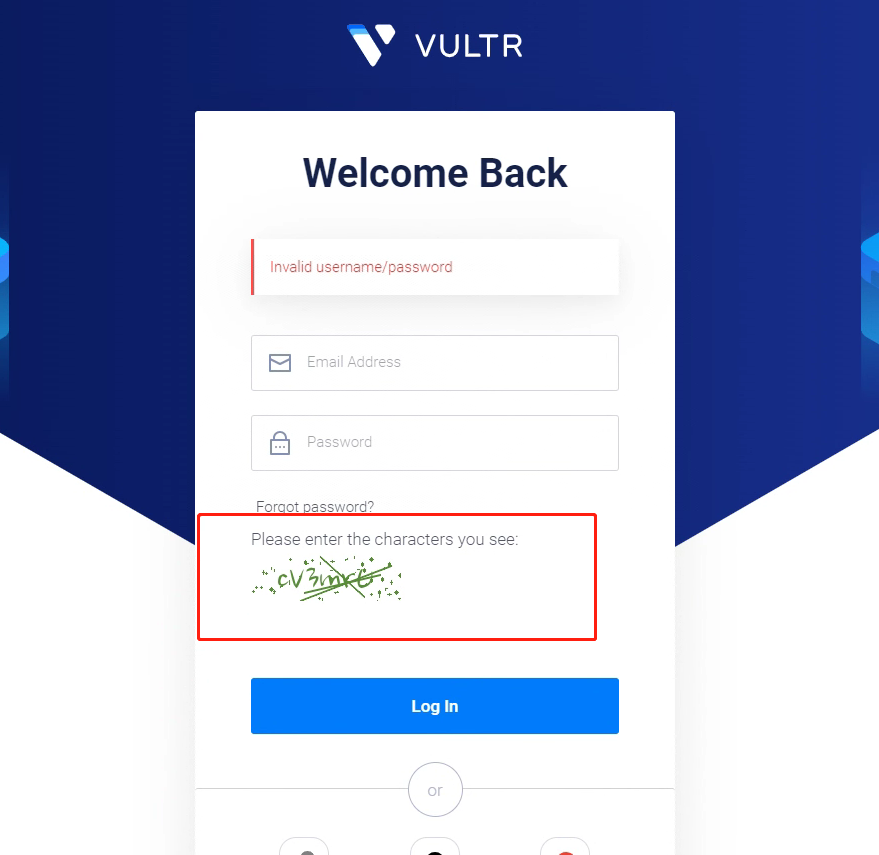 VULTR
Welcome Back
Invalid username/password
Email Address
Password
Forgot password?
Please enter the characters you see:
Log In
or